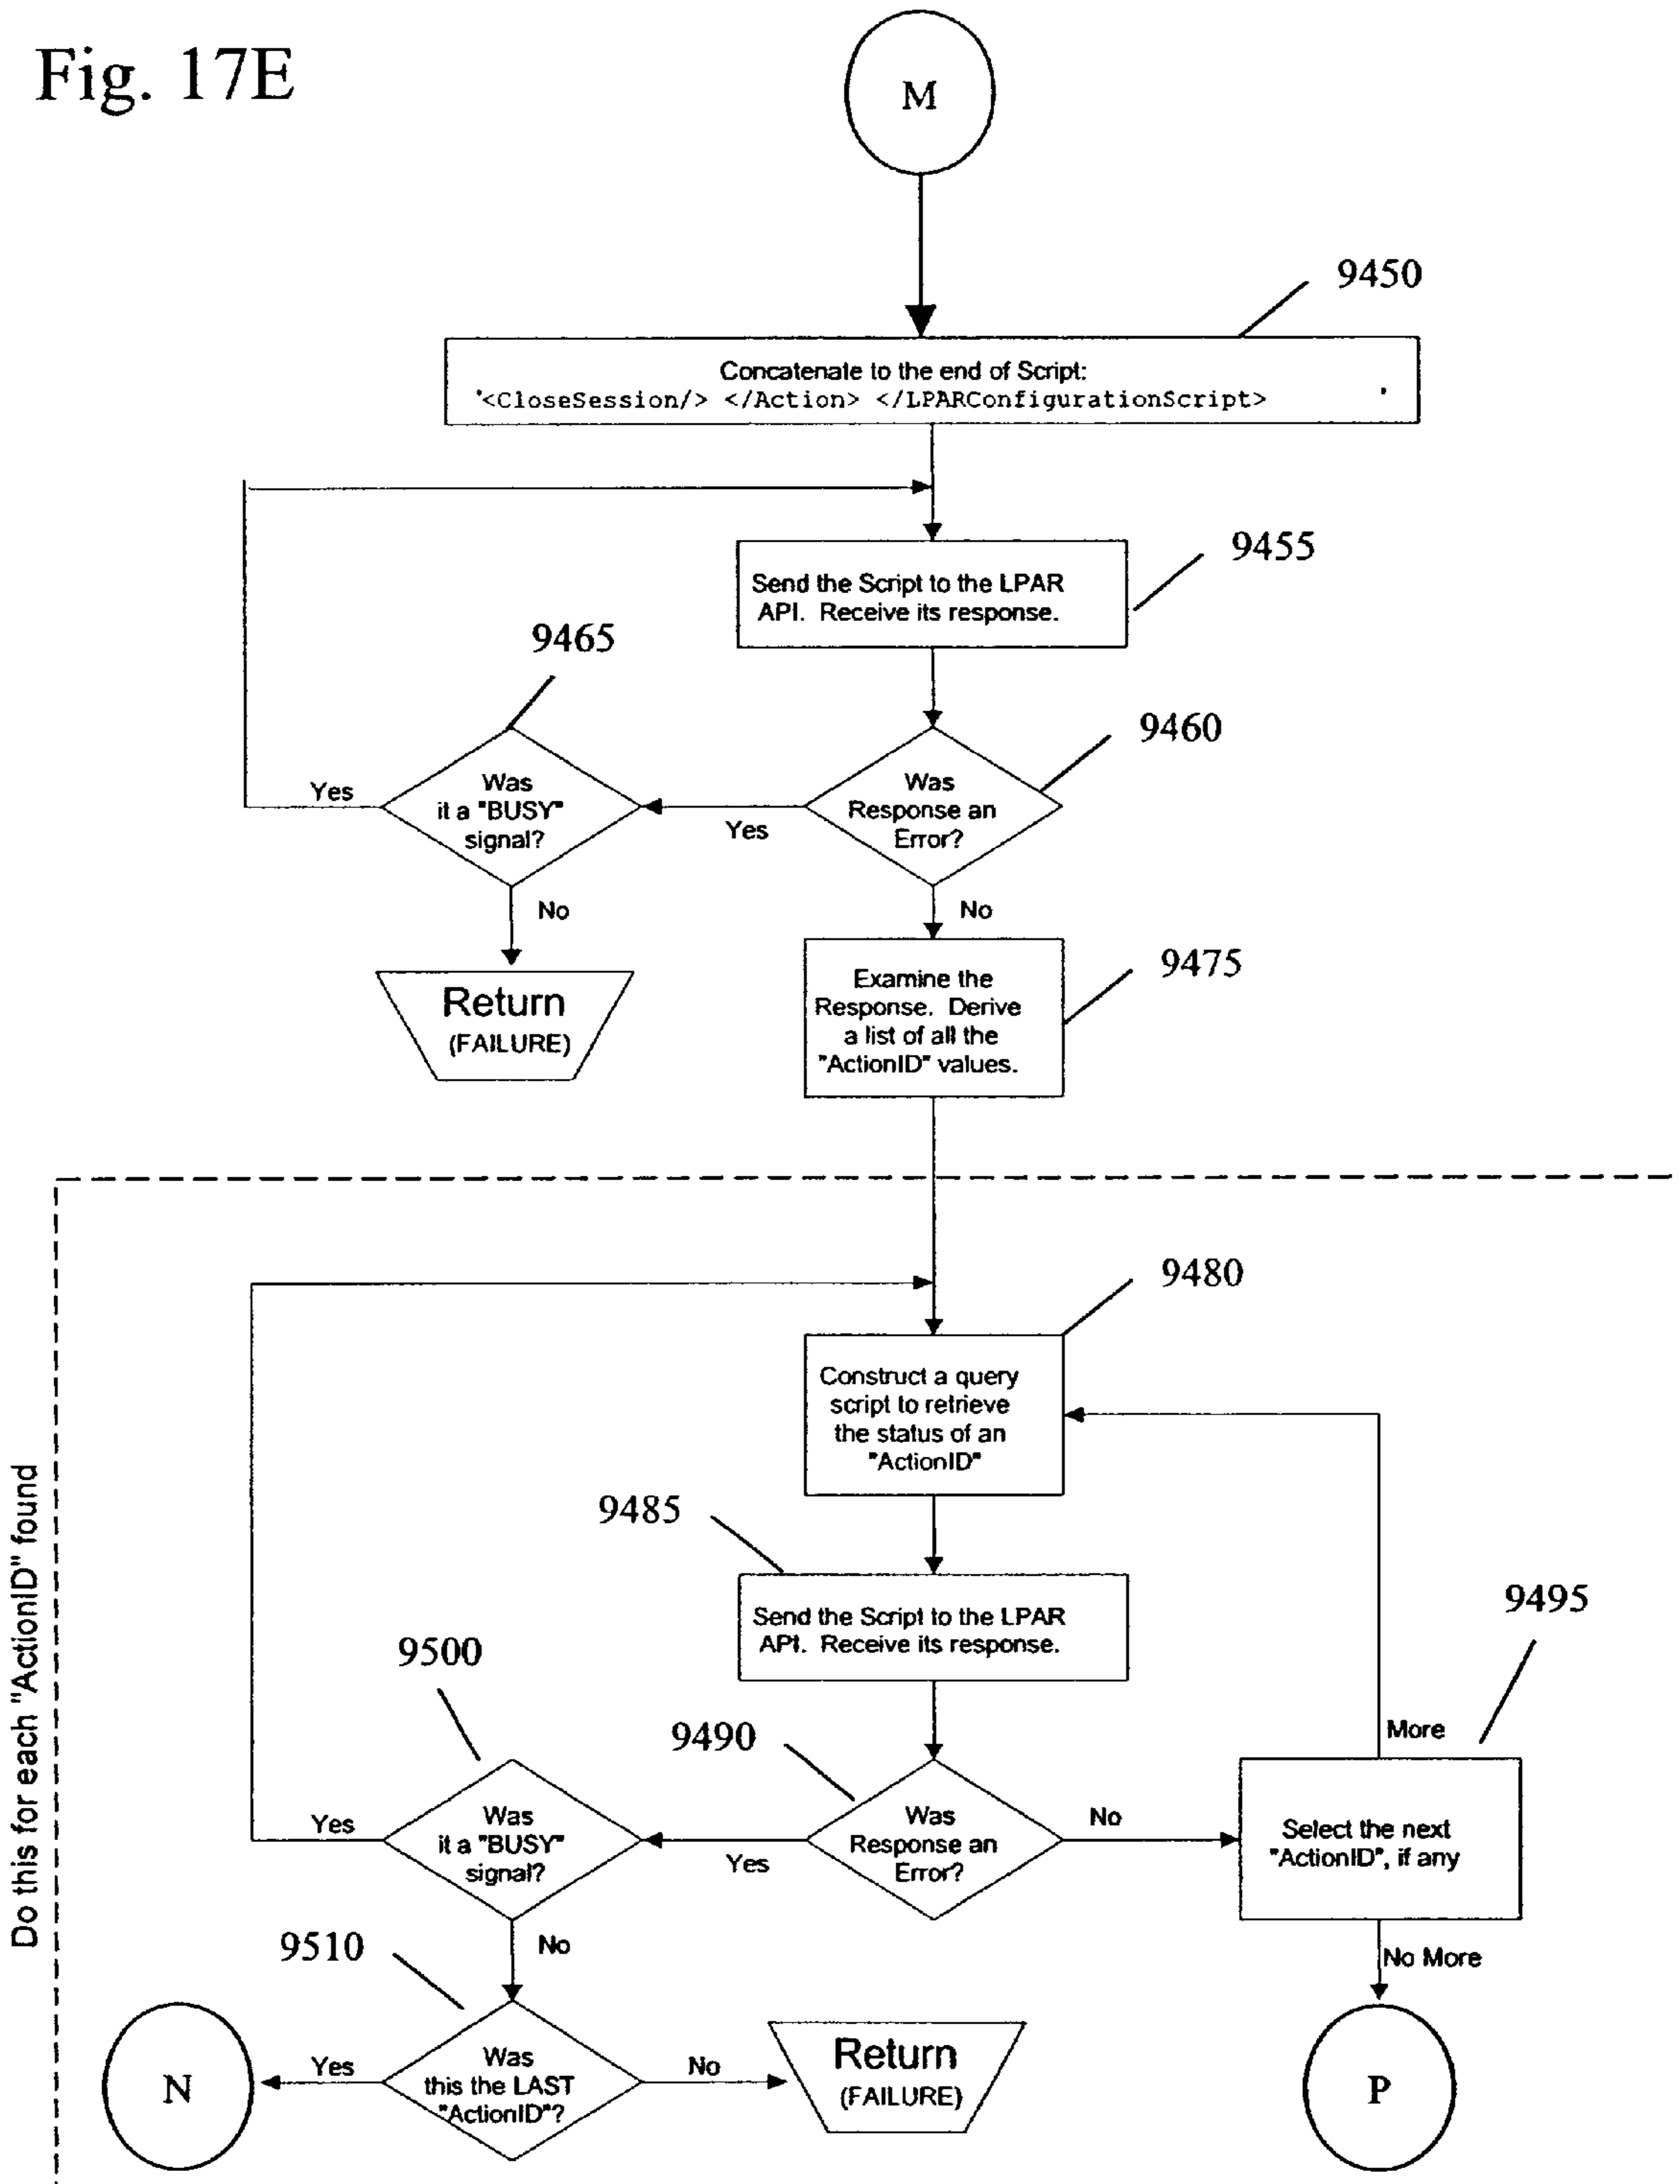 Fig. 17E
M
9450
Concatenate to the end of Script:
'<CloseSession/> </Action> </LPARConfigurationScript> '
9455
Send the Script to the LPAR
API. Receive its response.
9465
9460
Was
it a "BUSY"
signal?
Yes
Yes
Was
Response an
Error?
No
No
Return
(FAILURE)
9475
Examine the
Response. Derive
a list of all the
"ActionID" values.
Do this for each "ActionID" found
9480
Construct a query
script to retrieve
the status of an
"ActionID"
9485
Send the Script to the LPAR
API. Receive its response.
9495
9500
9490
More
Was
it a "BUSY"
signal?
Yes
Yes
Was
Response an
Error?
No
Select the next
"ActionID", if any
No
No More
9510
N
Yes
Was
this the LAST
"ActionID"?
No
Return
(FAILURE)
P